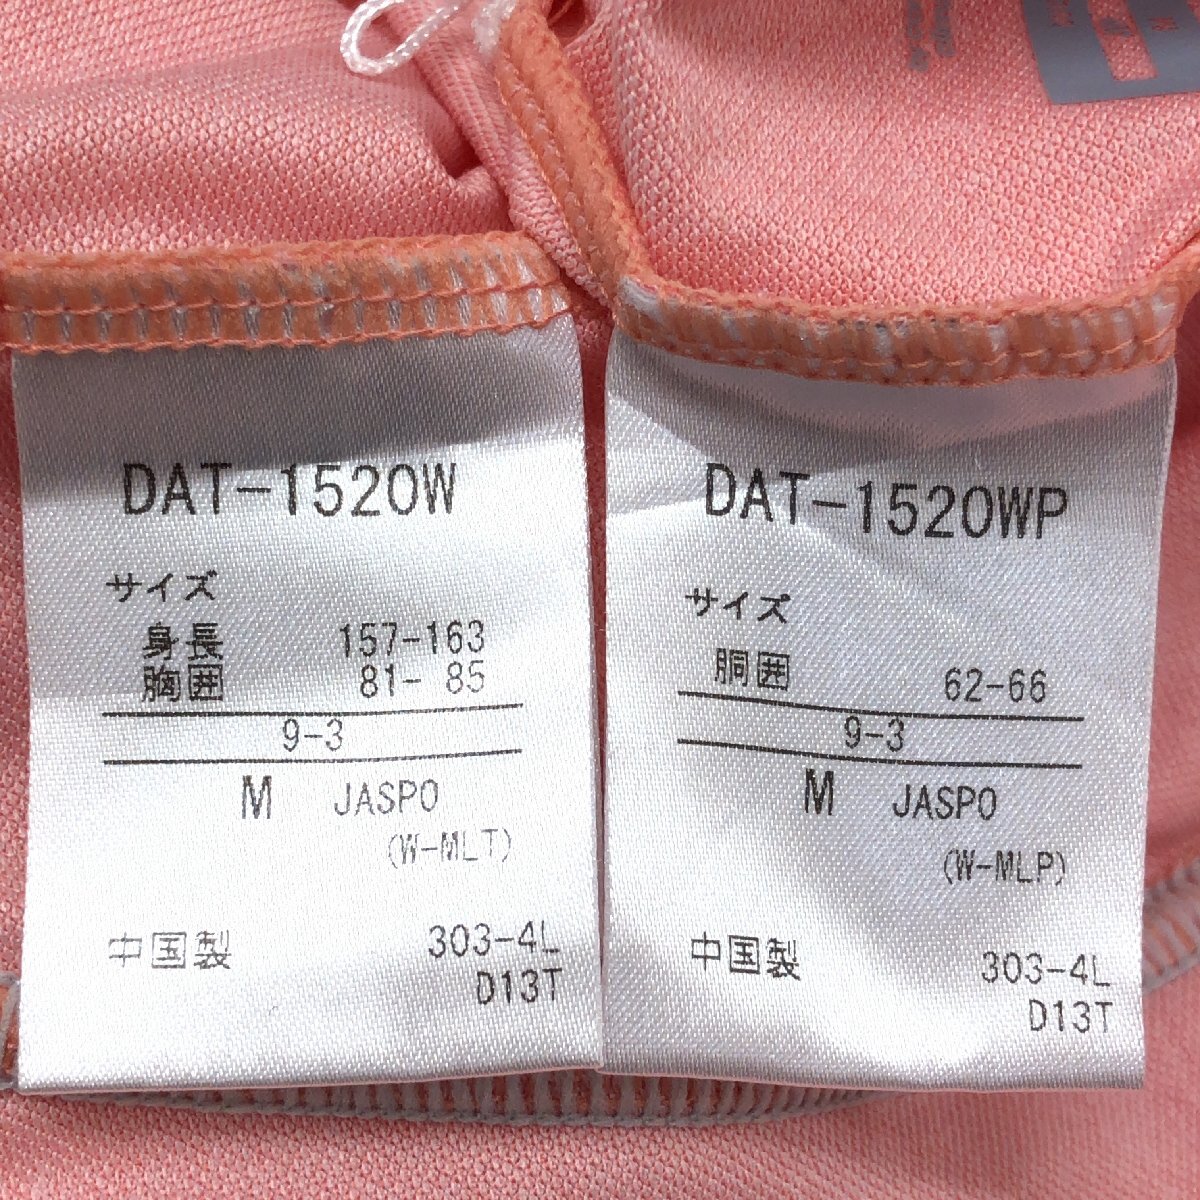 DAT-1520W
サイズ
身長 157-163
胸囲 81- 85
9-3
M JASPO
(W-MLT)
中国製 303-4L
D13T
DAT-1520WP
サイズ
胴囲 62-66
9-3
M JASPO
(W-MLP)
中国製 303-4L
D13T